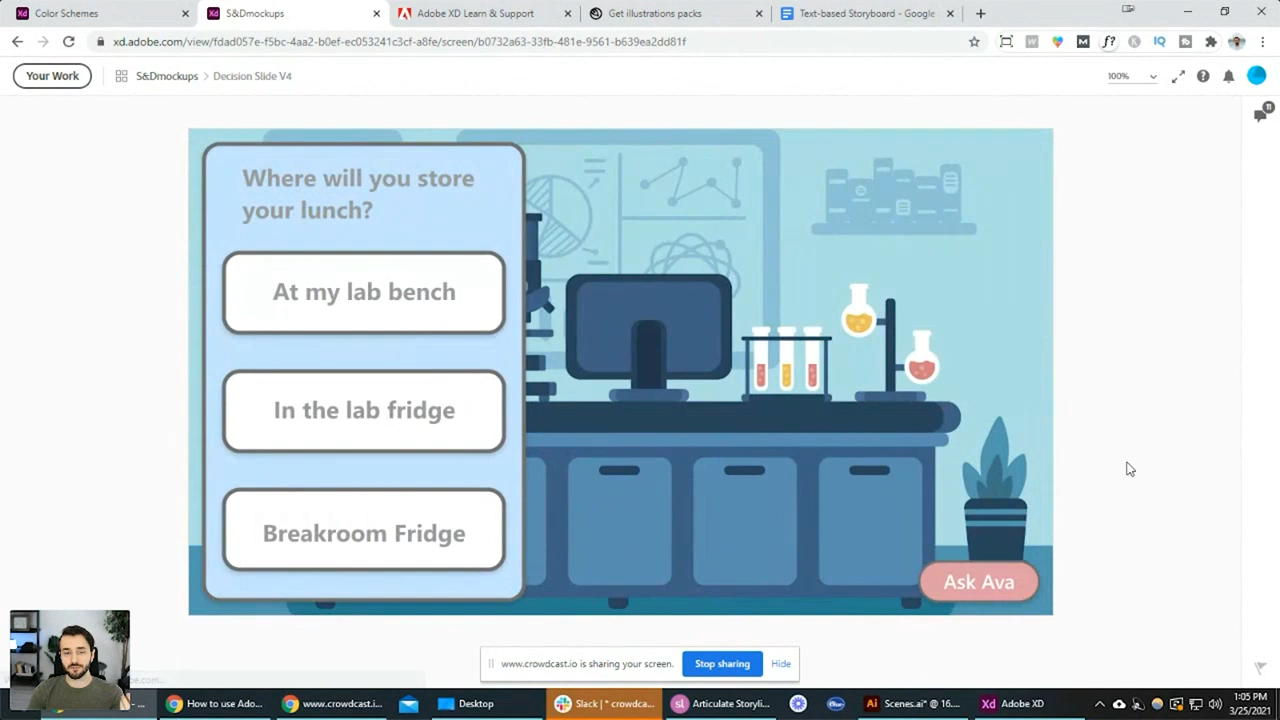 Color Schemes
S&Dmockups
Adobe XD Learn & Support
Get illustrations packs
Text-based Storyboard - Google
xd.adobe.com/view/fdad057e-f5bc-4aa2-b0ef-ec053241c3cf-a8fe/screen/b0732a63-33fb-481e-9561-b639ea2dd81f
Your Work
S&Dmockups > Decision Slide V4
100%
11
Where will you store
your lunch?
At my lab bench
In the lab fridge
Breakroom Fridge
Ask Ava
www.crowdcast.io is sharing your screen.
Stop sharing
Hide
How to use Ado...
www.crowdcast.i...
Desktop
Slack | * crowdca...
Articulate Storyli...
Scenes.ai* @ 16....
Adobe XD
1:05 PM
3/25/2021